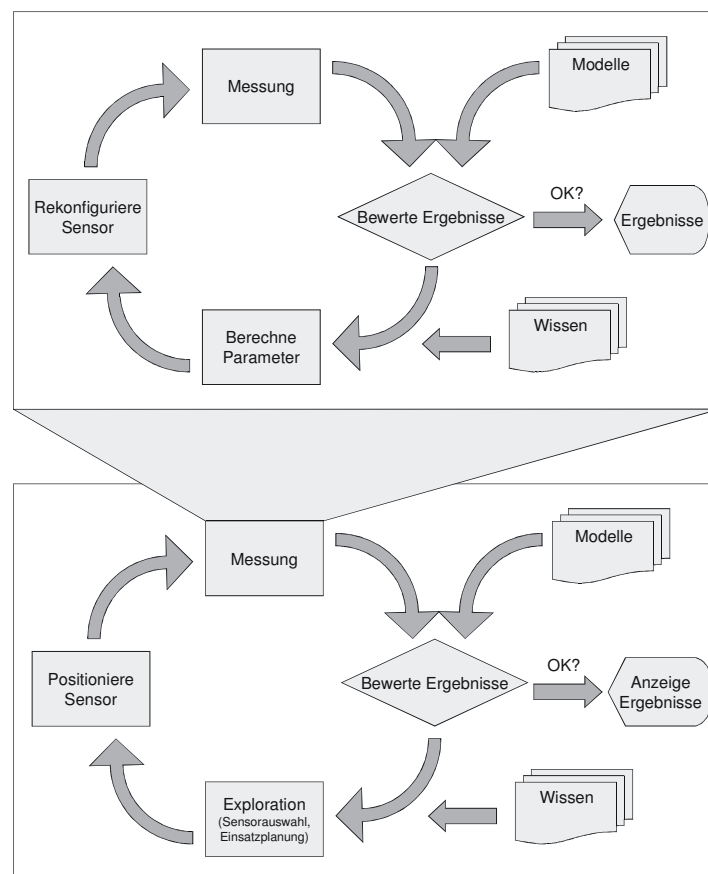 Messung
Modelle
Rekonfiguriere
Sensor
Bewerte Ergebnisse
OK?
Ergebnisse
Berechne
Parameter
Wissen
Messung
Modelle
Positioniere
Sensor
Bewerte Ergebnisse
OK?
Anzeige
Ergebnisse
Exploration
(Sensorauswahl,
Einsatzplanung)
Wissen